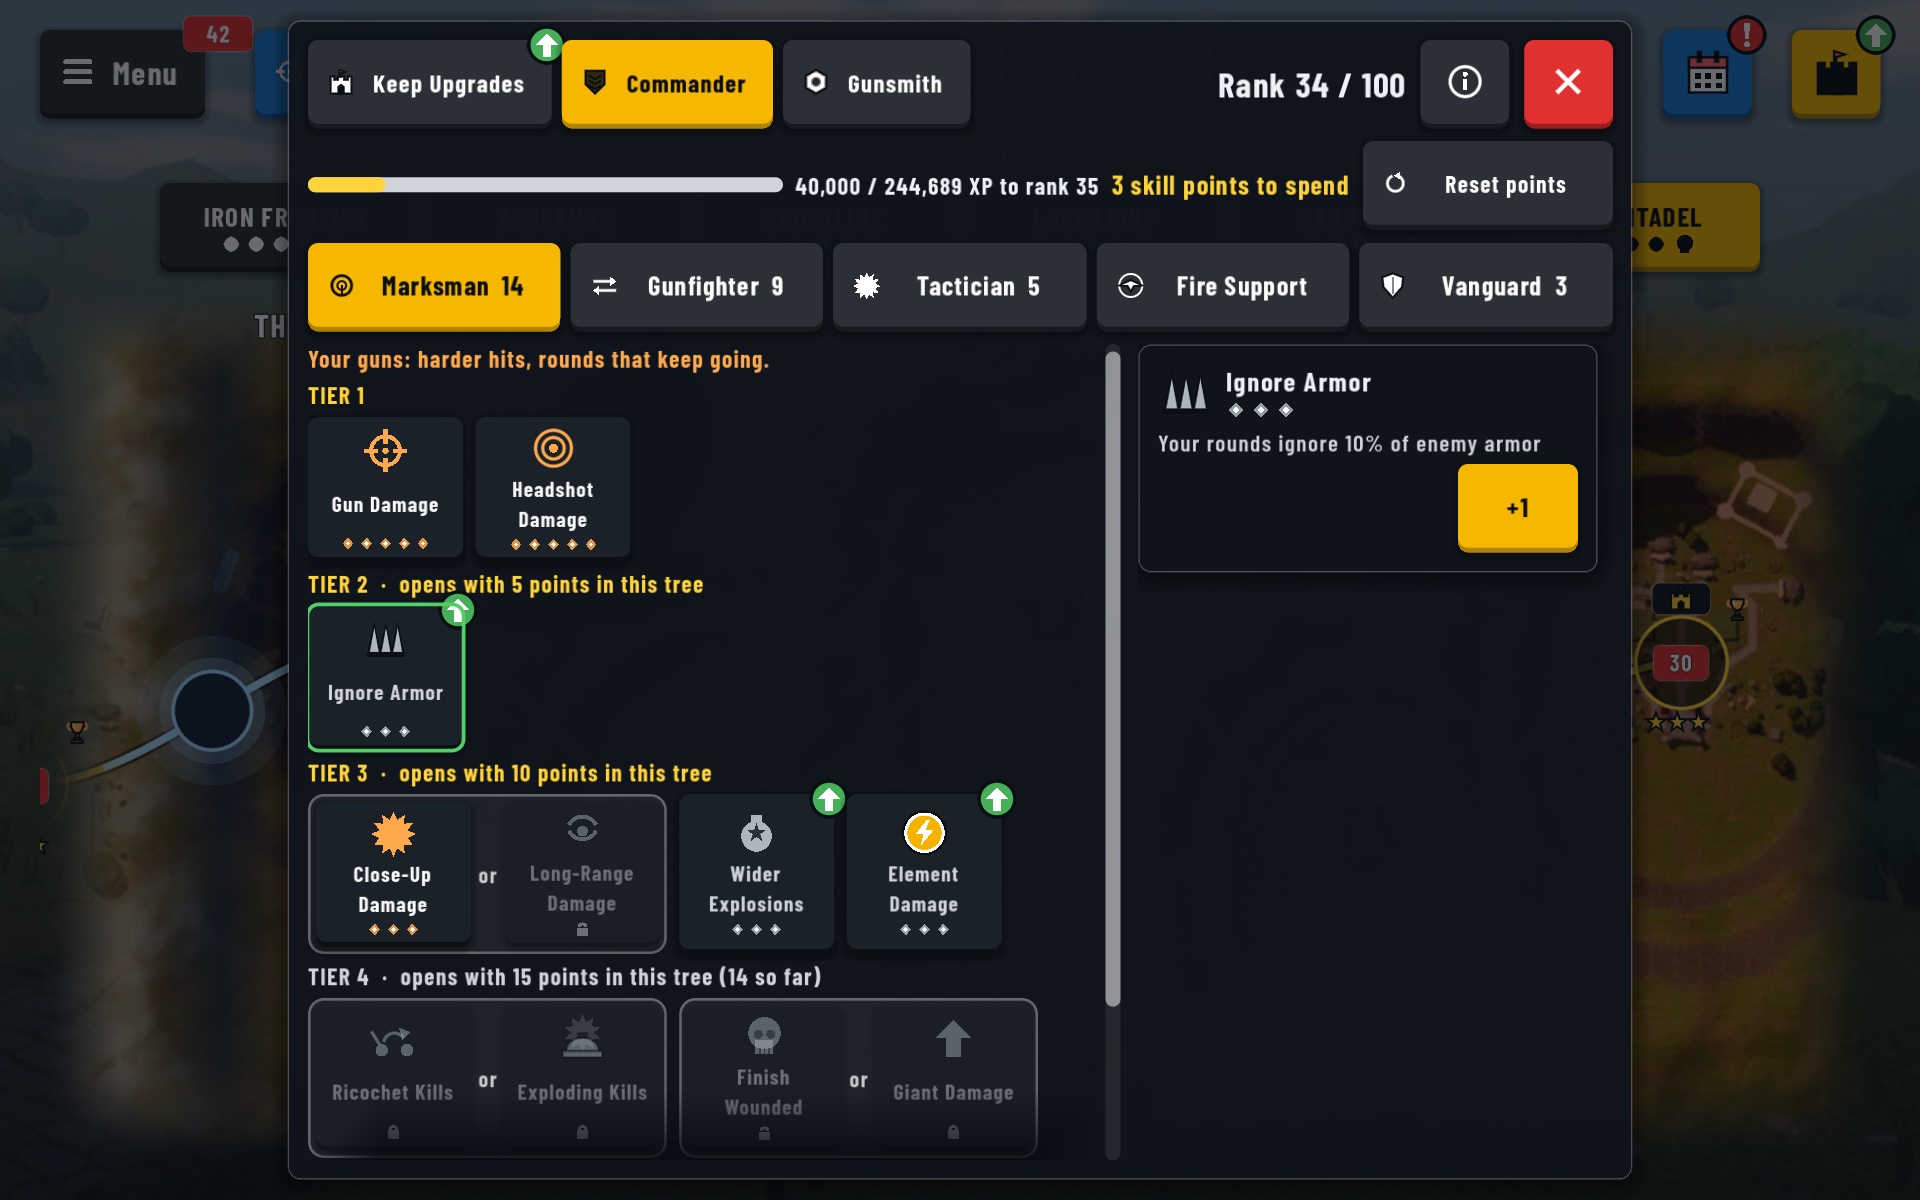 42
Menu
Keep Upgrades
Commander
Gunsmith
Rank 34 / 100
40,000 / 244,689 XP to rank 35
3 skill points to spend
Reset points
IRON FR
TADEL
Marksman 14
Gunfighter 9
Tactician 5
Fire Support
Vanguard 3
TH
Your guns: harder hits, rounds that keep going.
TIER 1
Gun Damage
Headshot
Damage
TIER 2 · opens with 5 points in this tree
Ignore Armor
TIER 3 · opens with 10 points in this tree
Close-Up
Damage
or
Long-Range
Damage
Wider
Explosions
Element
Damage
TIER 4 · opens with 15 points in this tree (14 so far)
Ricochet Kills
or
Exploding Kills
Finish
Wounded
or
Giant Damage
Ignore Armor
Your rounds ignore 10% of enemy armor
+1
30